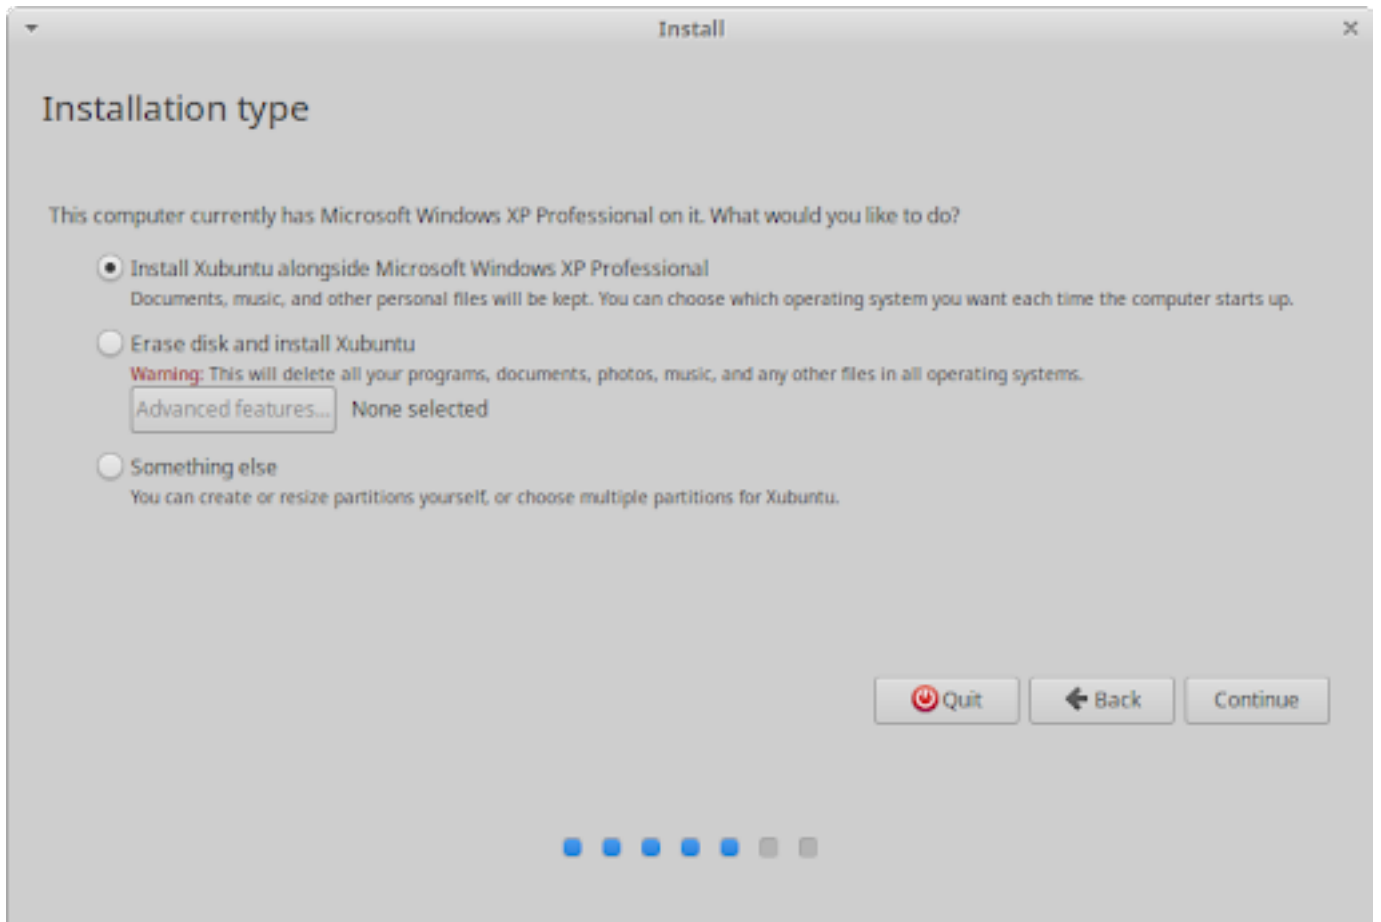 Install
Installation type
This computer currently has Microsoft Windows XP Professional on it. What would you like to do?
Install Xubuntu alongside Microsoft Windows XP Professional
Documents, music, and other personal files will be kept. You can choose which operating system you want each time the computer starts up.
Erase disk and install Xubuntu
Warning: This will delete all your programs, documents, photos, music, and any other files in all operating systems.
Advanced features... None selected
Something else
You can create or resize partitions yourself, or choose multiple partitions for Xubuntu.
Quit Back Continue